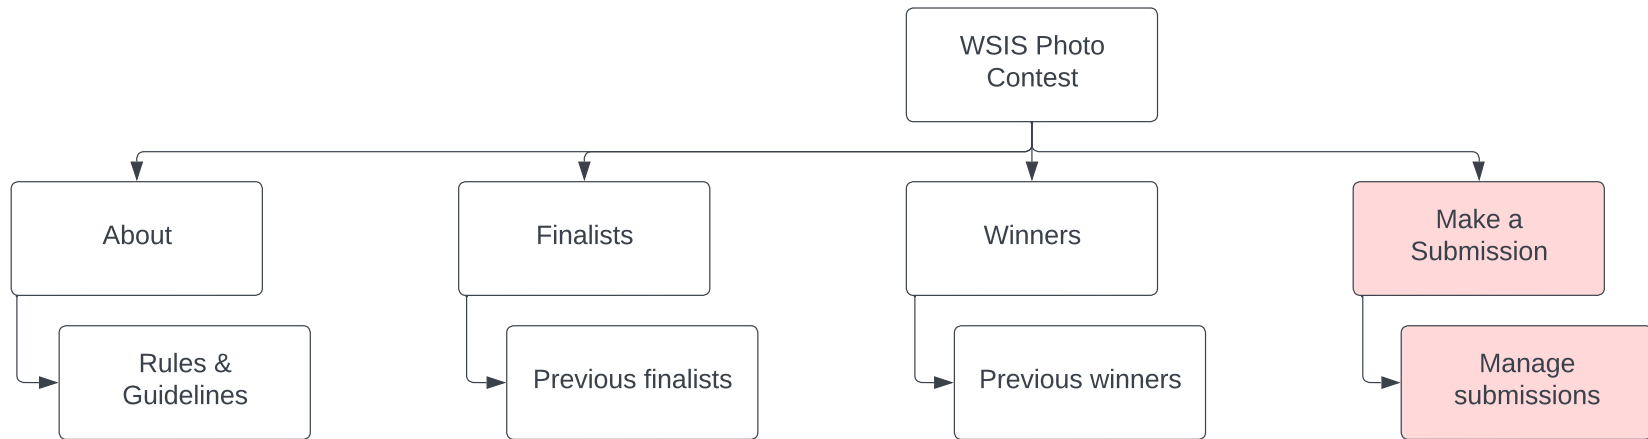 WSIS Photo
Contest
About
Finalists
Winners
Make a
Submission
Rules &
Guidelines
Previous finalists
Previous winners
Manage
submissions